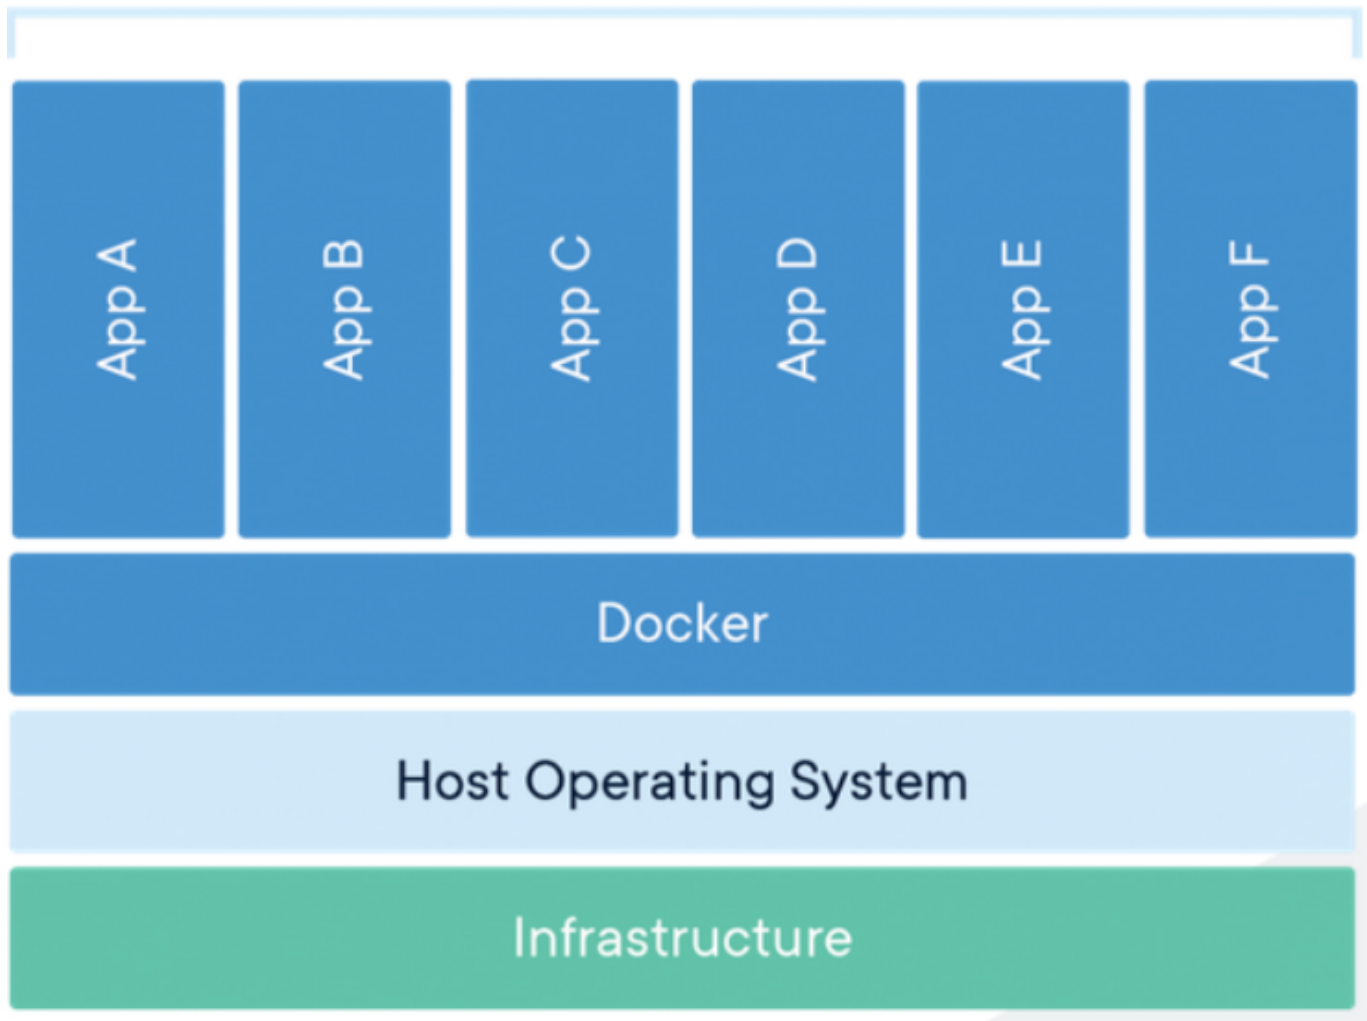 App A
App B
App C
App D
App E
App F
Docker
Host Operating System
Infrastructure